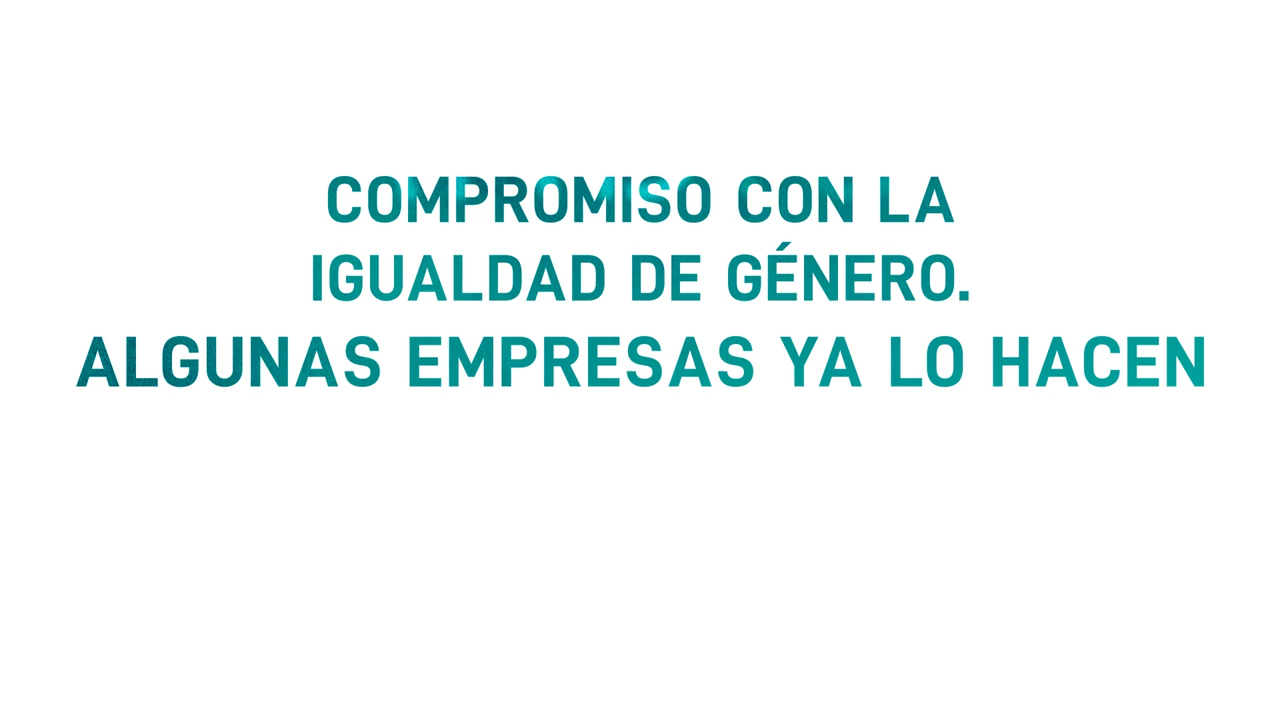 COMPROMISO CON LA
IGUALDAD DE GÉNERO.
ALGUNAS EMPRESAS YA LO HACEN